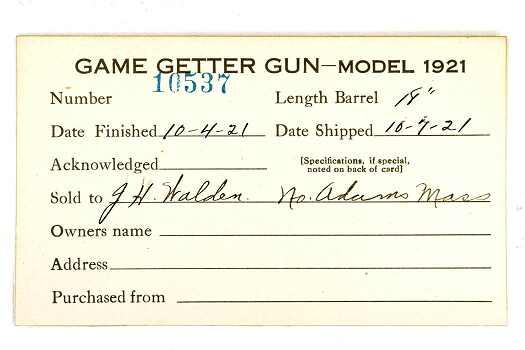 GAME GETTER GUN—MODEL 1921
10537
Number Length Barrel 18"
Date Finished 10-4-21 Date Shipped 10-7-21
Acknowledged [Specifications, if special, noted on back of card]
Sold to J H. Walden. No. Adams Mass
Owners name
Address
Purchased from